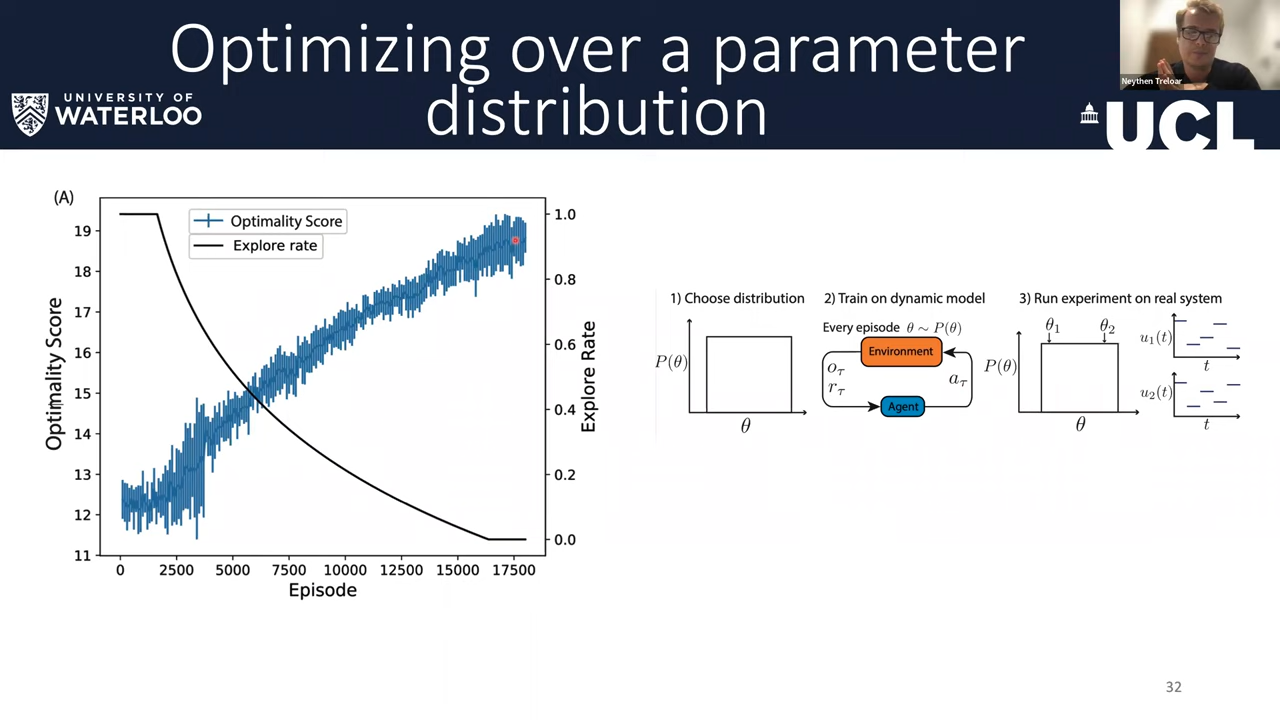 Optimizing over a parameter
distribution
UNIVERSITY OF
WATERLOO
Neythen Treloar
UCL
(A)
Optimality Score
Explore rate
19
18
17
16
15
14
13
12
11
Optimality Score
1.0
0.8
0.6
0.4
0.2
0.0
Explore Rate
0 2500 5000 7500 10000 12500 15000 17500
Episode
1) Choose distribution
P(θ)
θ
2) Train on dynamic model
Every episode θ ∼ P(θ)
Environment
o_τ
r_τ
a_τ
Agent
3) Run experiment on real system
θ₁ θ₂
P(θ)
θ
u₁(t)
t
u₂(t)
t
32